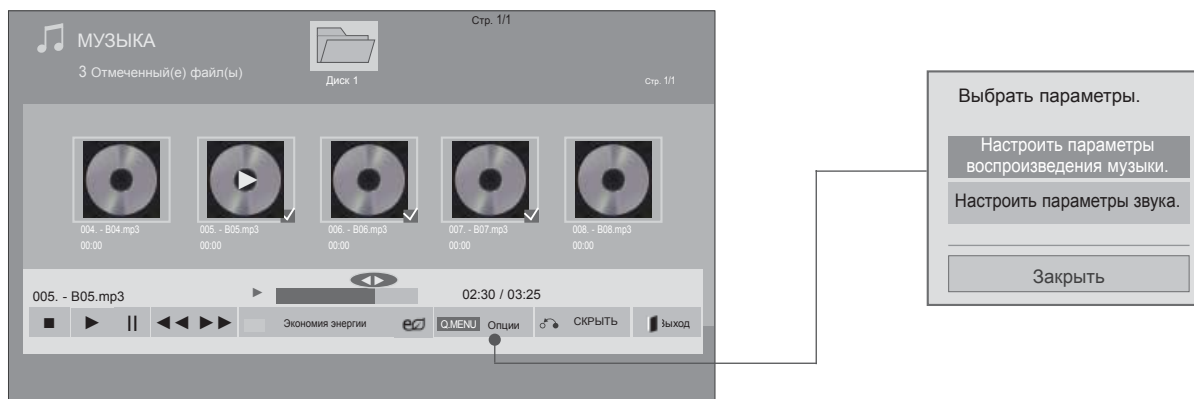 Стр. 1/1
МУЗЫКА
3 Отмеченный(е) файл(ы)
Диск 1
Стр. 1/1
004. - B04.mp3
00:00
005. - B05.mp3
00:00
006. - B06.mp3
00:00
007. - B07.mp3
00:00
008. - B08.mp3
00:00
005. - B05.mp3
02:30 / 03:25
Экономия энергии
Q.MENU Опции
СКРЫТЬ
Выход
Выбрать параметры.
Настроить параметры
воспроизведения музыки.
Настроить параметры звука.
Закрыть